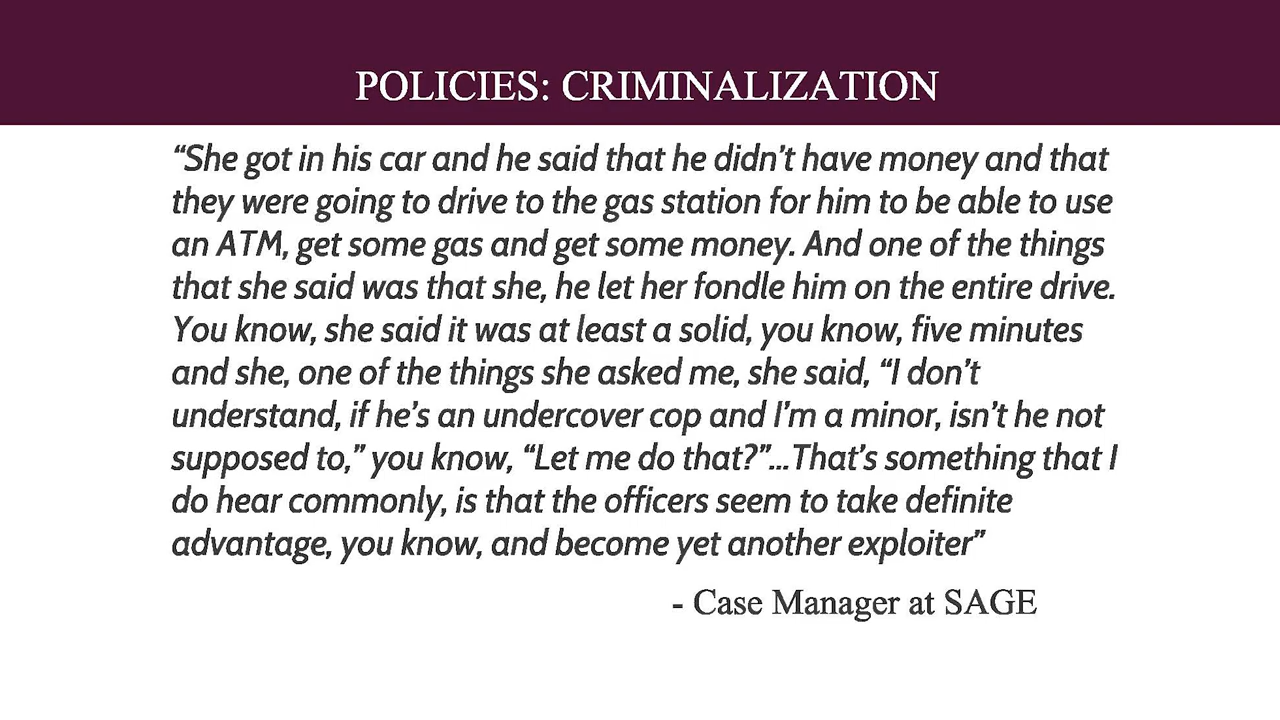 POLICIES: CRIMINALIZATION
“She got in his car and he said that he didn’t have money and that
they were going to drive to the gas station for him to be able to use
an ATM, get some gas and get some money. And one of the things
that she said was that she, he let her fondle him on the entire drive.
You know, she said it was at least a solid, you know, five minutes
and she, one of the things she asked me, she said, “I don’t
understand, if he’s an undercover cop and I’m a minor, isn’t he not
supposed to,” you know, “Let me do that?”...That’s something that I
do hear commonly, is that the officers seem to take definite
advantage, you know, and become yet another exploiter”
- Case Manager at SAGE